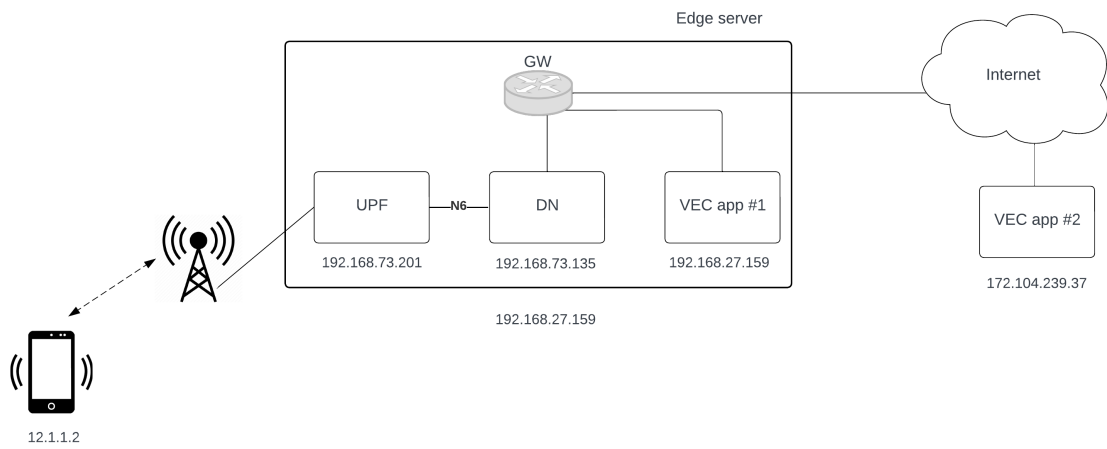 Edge server
GW
Internet
UPF
N6
DN
VEC app #1
VEC app #2
192.168.73.201
192.168.73.135
192.168.27.159
172.104.239.37
192.168.27.159
12.1.1.2